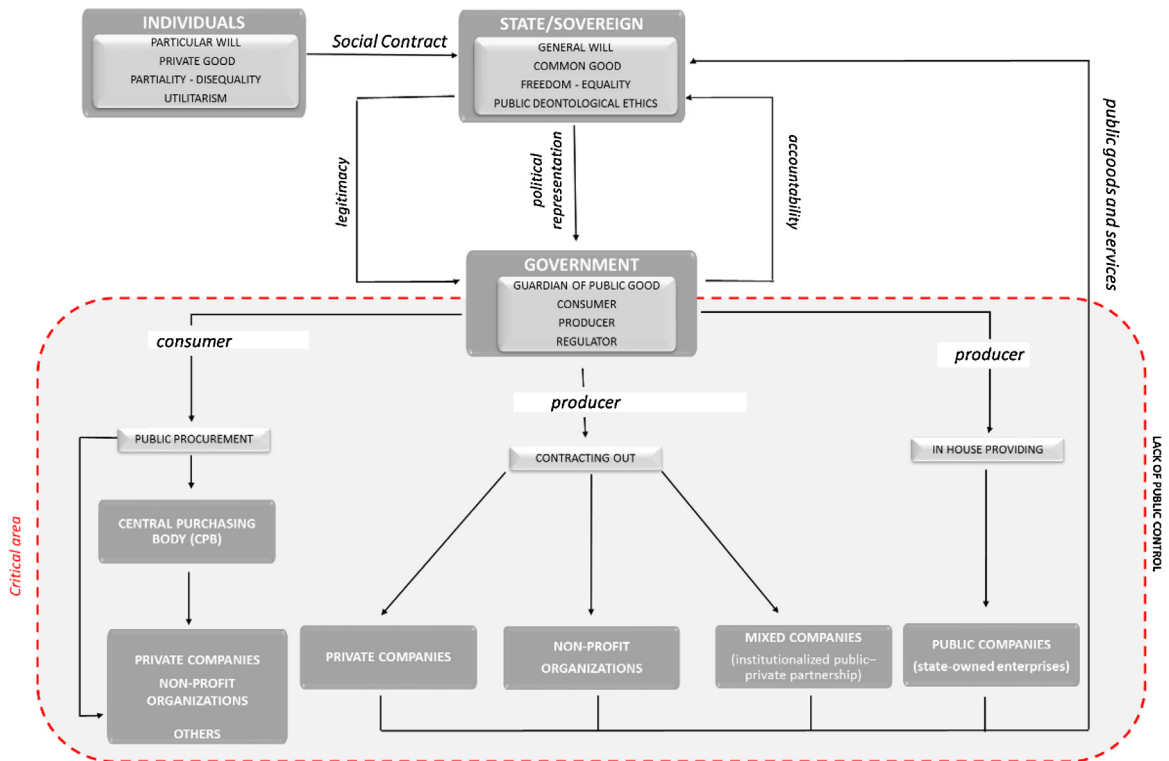 INDIVIDUALS
PARTICULAR WILL
PRIVATE GOOD
PARTIALITY - DISEQUALITY
UTILITARISM
Social Contract
STATE/SOVEREIGN
GENERAL WILL
COMMON GOOD
FREEDOM - EQUALITY
PUBLIC DEONTOLOGICAL ETHICS
legitimacy
political
representation
accountability
public goods and services
GOVERNMENT
GUARDIAN OF PUBLIC GOOD
CONSUMER
PRODUCER
REGULATOR
consumer
producer
producer
PUBLIC PROCUREMENT
CONTRACTING OUT
IN HOUSE PROVIDING
CENTRAL PURCHASING
BODY (CPB)
Critical area
LACK OF PUBLIC CONTROL
PRIVATE COMPANIES
NON-PROFIT
ORGANIZATIONS
OTHERS
PRIVATE COMPANIES
NON-PROFIT
ORGANIZATIONS
MIXED COMPANIES
(institutionalized public–
private partnership)
PUBLIC COMPANIES
(state-owned enterprises)